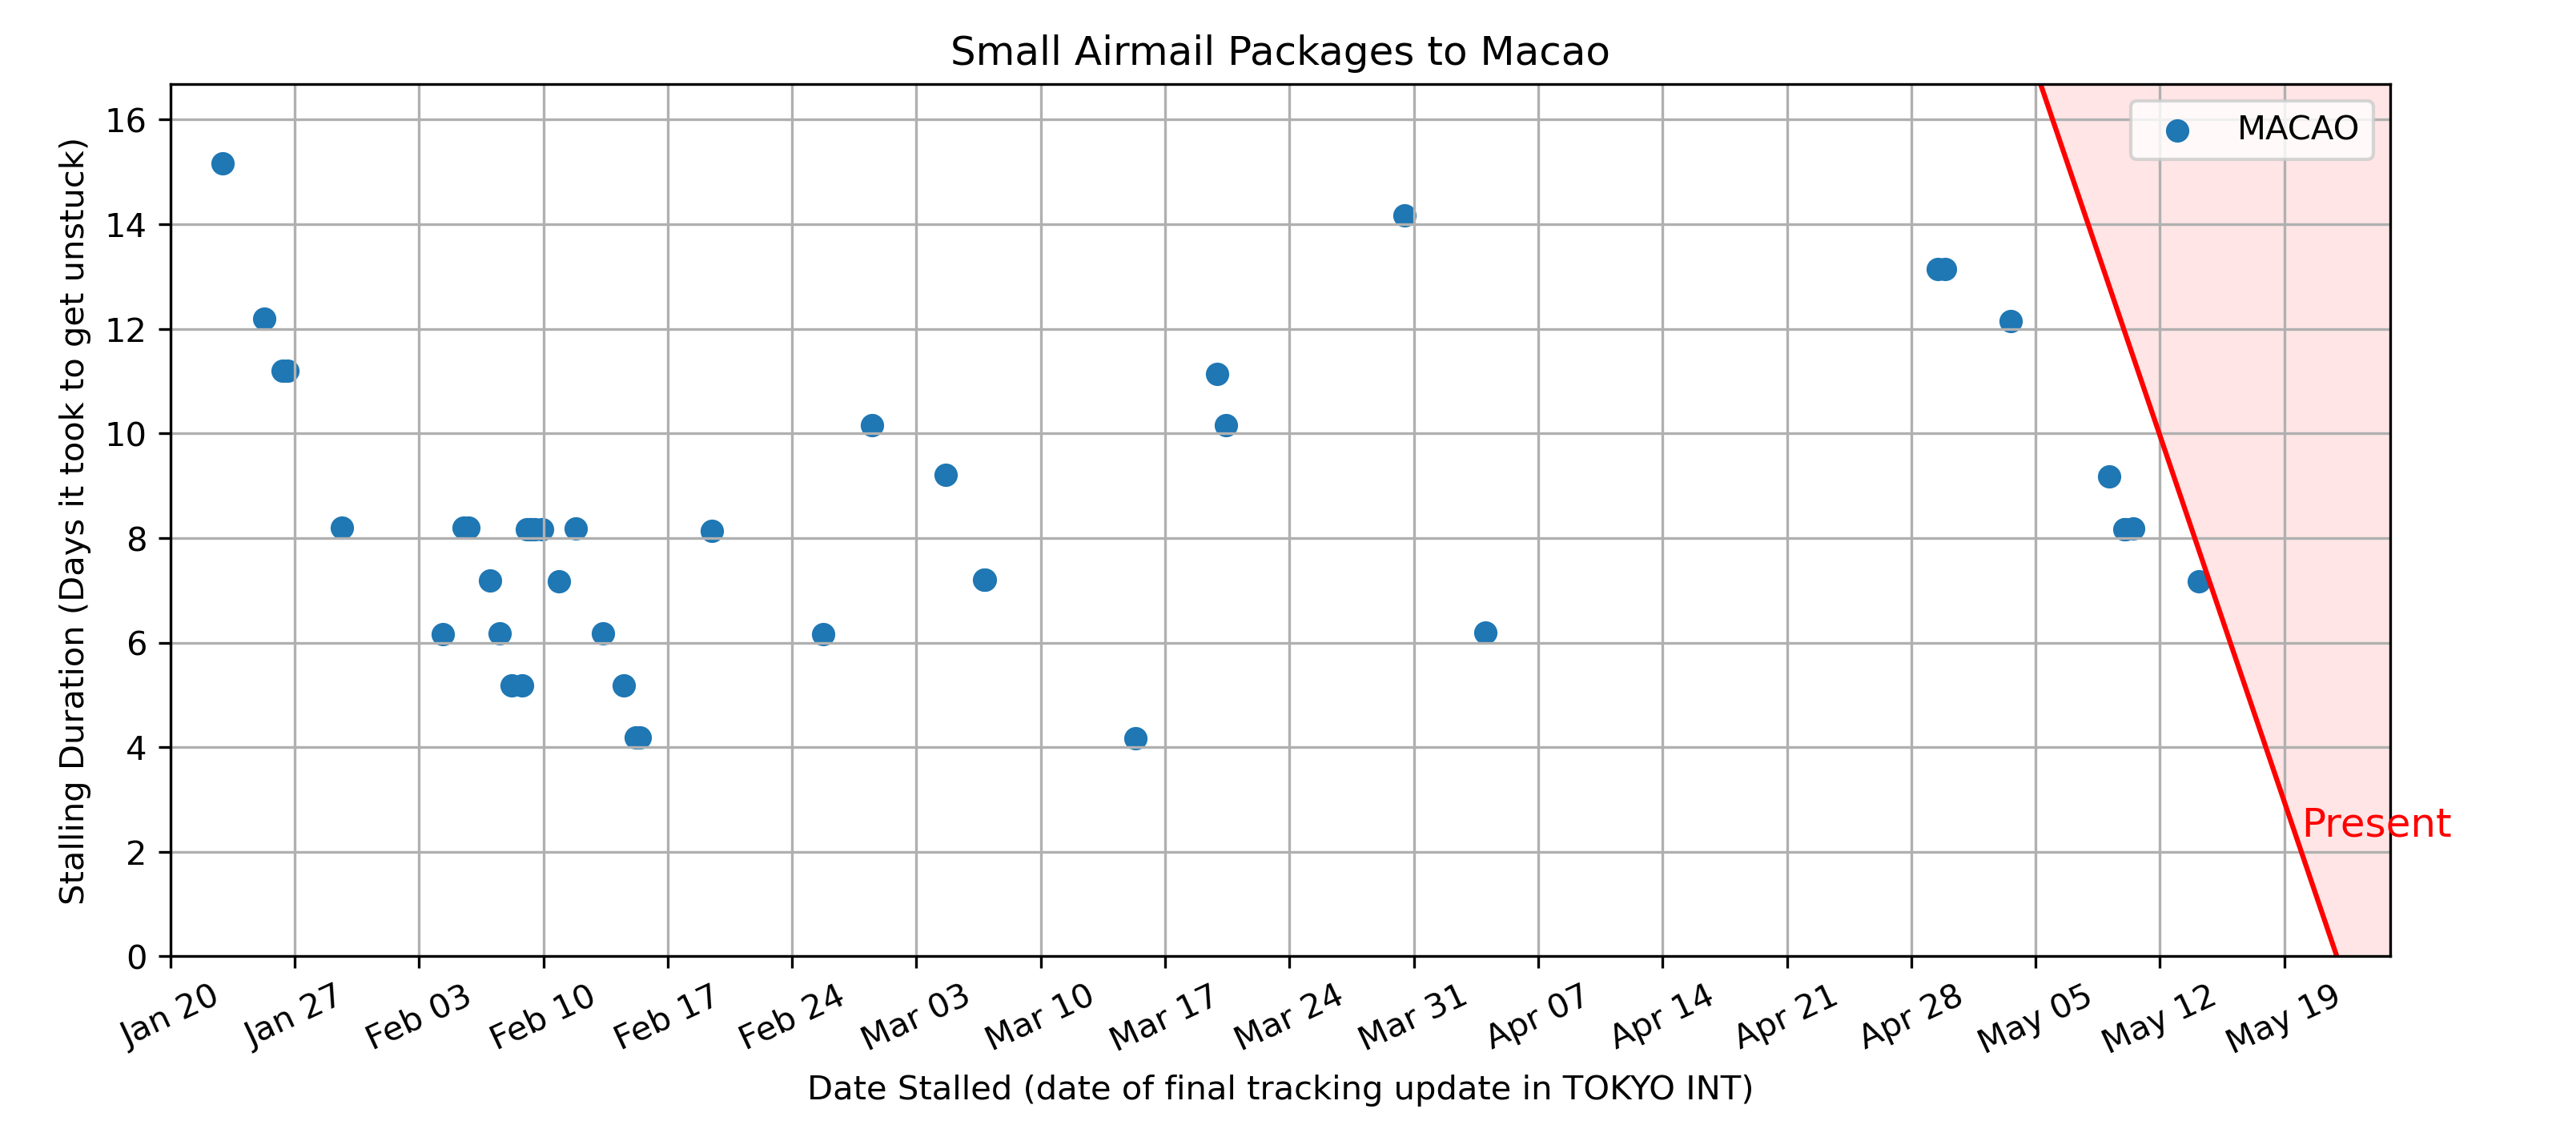 Small Airmail Packages to Macao
MACAO
Stalling Duration (Days it took to get unstuck)
16
14
12
10
8
6
4
2
0
Present
Jan 20 Jan 27 Feb 03 Feb 10 Feb 17 Feb 24 Mar 03 Mar 10 Mar 17 Mar 24 Mar 31 Apr 07 Apr 14 Apr 21 Apr 28 May 05 May 12 May 19
Date Stalled (date of final tracking update in TOKYO INT)